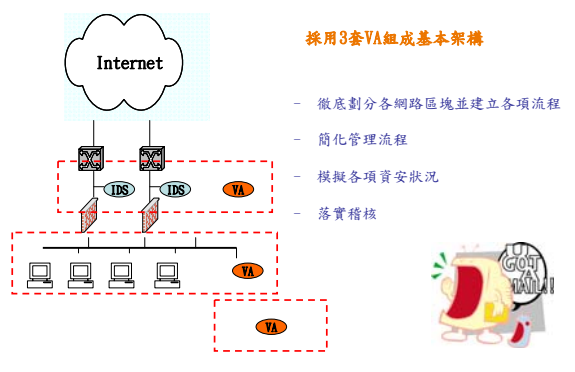 採用3套VA組成基本架構
Internet
- 徹底劃分各網路區塊並建立各項流程
- 簡化管理流程
- 模擬各項資安狀況
- 落實稽核
IDS
IDS
VA
VA
VA
U
GOT
A
MAIL!!